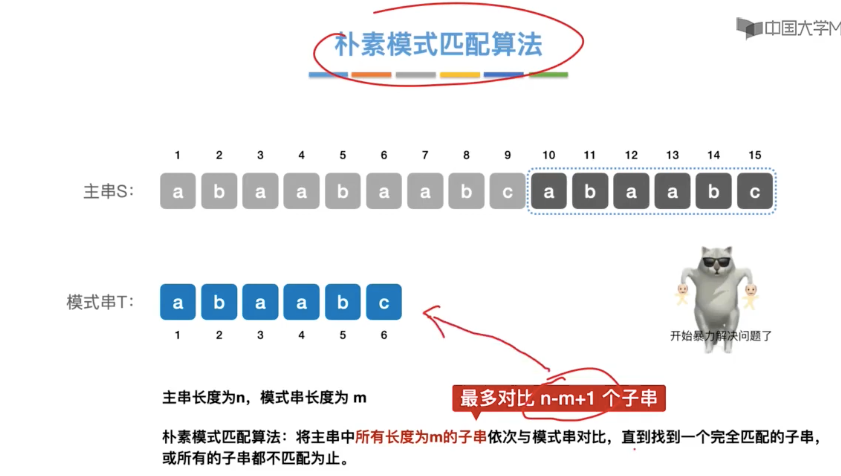 中国大学M
朴素模式匹配算法
1 2 3 4 5 6 7 8 9 10 11 12 13 14 15
主串S： a b a a b a a b c a b a a b c
模式串T： a b a a b c
1 2 3 4 5 6
开始暴力解决问题了
主串长度为n，模式串长度为 m
最多对比 n-m+1 个子串
朴素模式匹配算法：将主串中所有长度为m的子串依次与模式串对比，直到找到一个完全匹配的子串，
或所有的子串都不匹配为止。